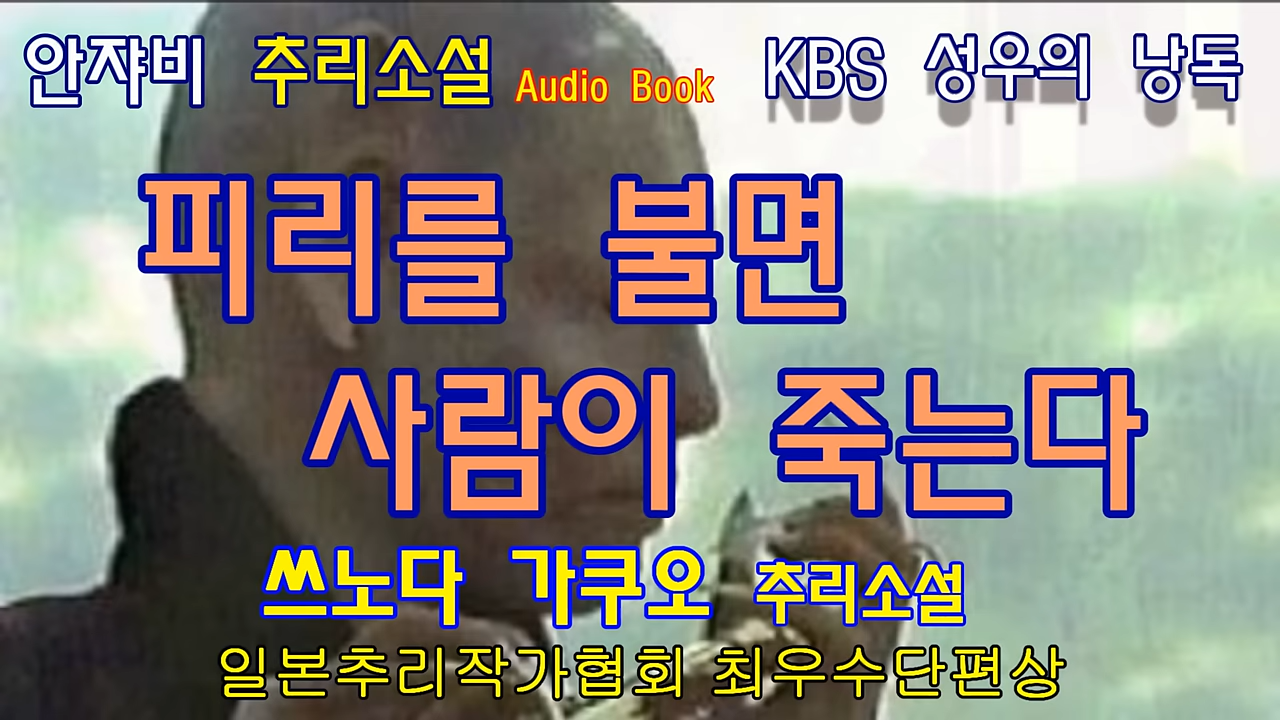 안쟈비 추리소설 Audio Book KBS 성우의 낭독
피리를 불면
사람이 죽는다
쯔노다 가쿠오 추리소설
일본추리작가협회 최우수단편상